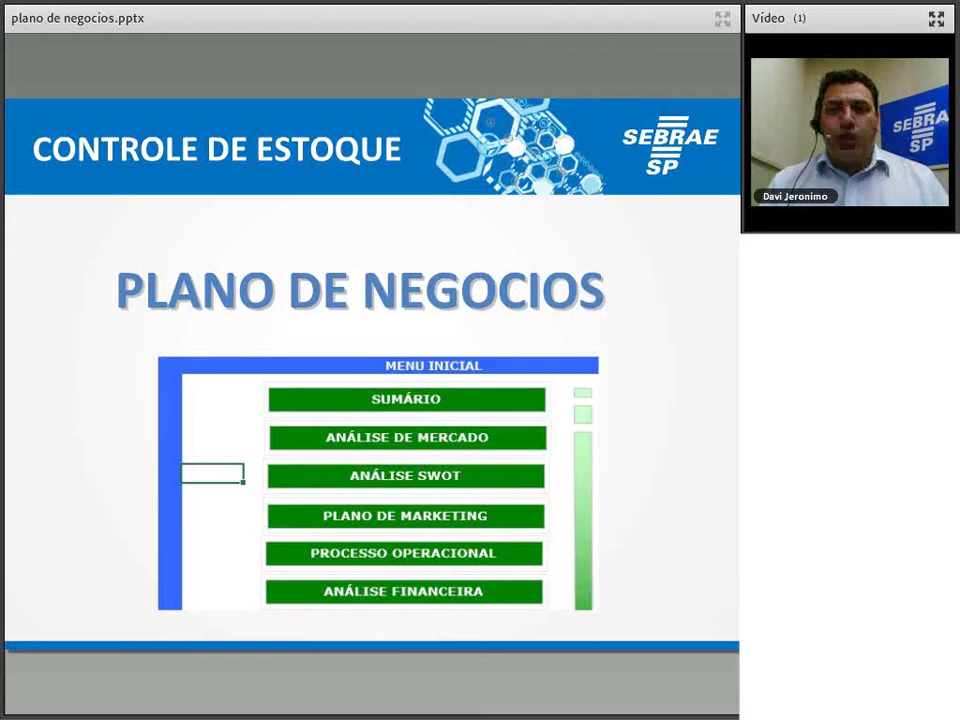 plano de negocios.pptx
Vídeo (1)
CONTROLE DE ESTOQUE
SEBRAE
SP
SEBRAE
SP
Davi Jeronimo
PLANO DE NEGOCIOS
MENU INICIAL
SUMÁRIO
ANÁLISE DE MERCADO
ANÁLISE SWOT
PLANO DE MARKETING
PROCESSO OPERACIONAL
ANÁLISE FINANCEIRA